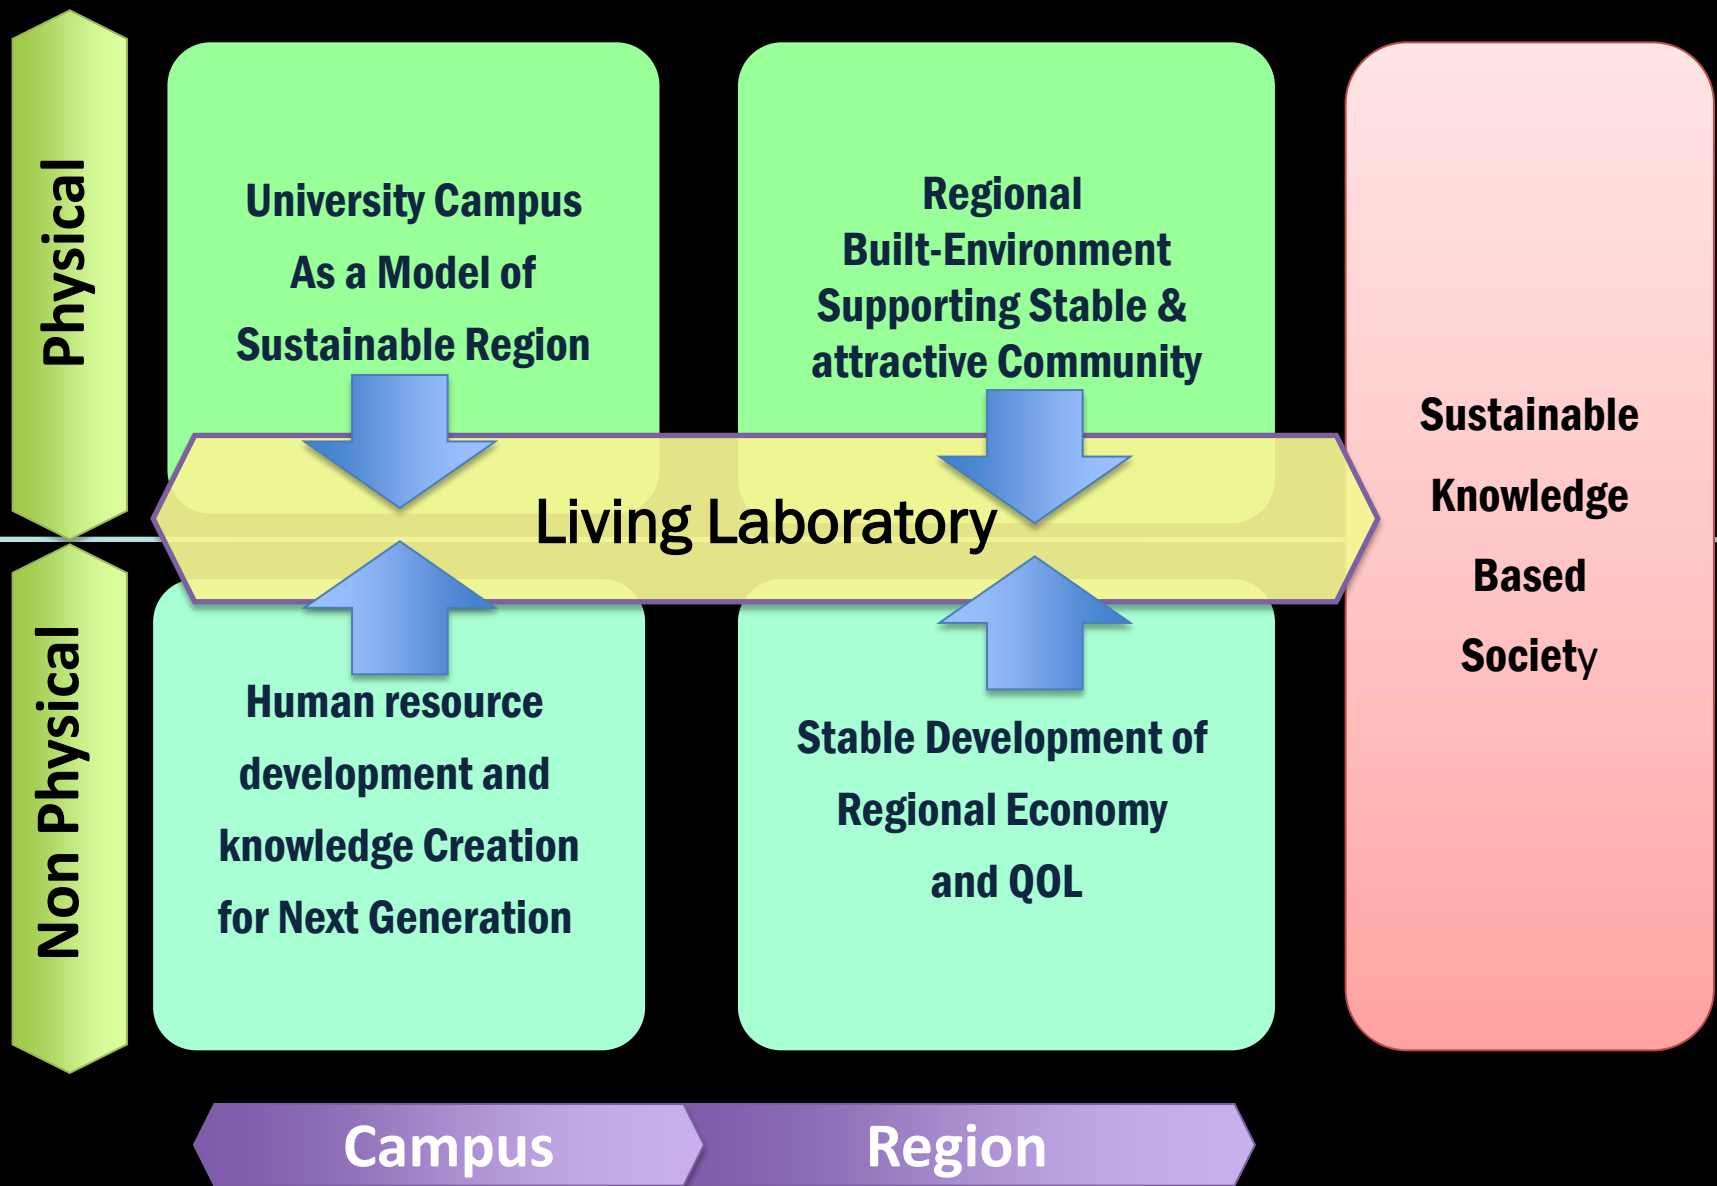 Physical
University Campus
As a Model of
Sustainable Region
Regional
Built-Environment
Supporting Stable &
attractive Community
Living Laboratory
Sustainable
Knowledge
Based
Society
Non Physical
Human resource
development and
knowledge Creation
for Next Generation
Stable Development of
Regional Economy
and QOL
Campus
Region